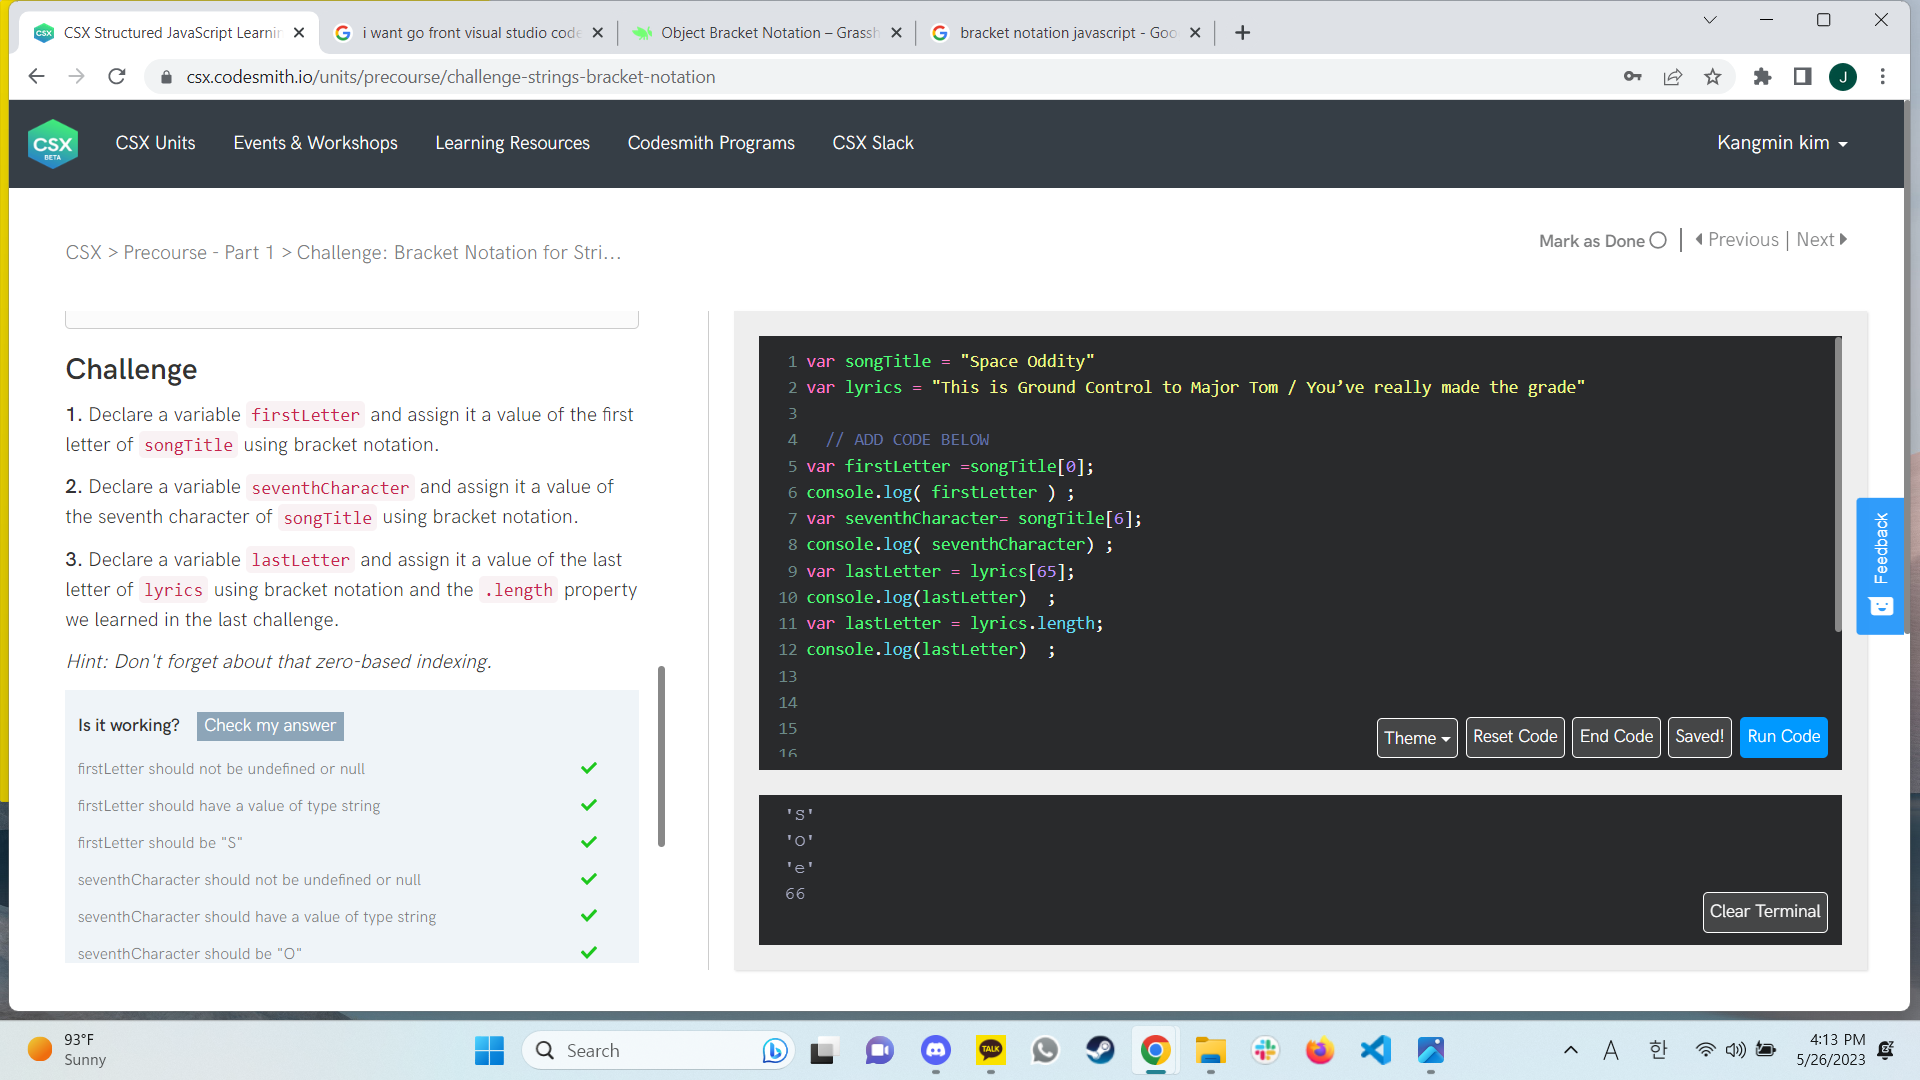 CSX Structured JavaScript Learnin
i want go front visual studio code
Object Bracket Notation – Grassh
bracket notation javascript - Goo
csx.codesmith.io/units/precourse/challenge-strings-bracket-notation
J
CSX
BETA
CSX Units
Events & Workshops
Learning Resources
Codesmith Programs
CSX Slack
Kangmin kim
CSX > Precourse - Part 1 > Challenge: Bracket Notation for Stri...
Mark as Done
Previous | Next
Challenge
1. Declare a variable firstLetter and assign it a value of the first
letter of songTitle using bracket notation.
2. Declare a variable seventhCharacter and assign it a value of
the seventh character of songTitle using bracket notation.
3. Declare a variable lastLetter and assign it a value of the last
letter of lyrics using bracket notation and the .length property
we learned in the last challenge.
Hint: Don't forget about that zero-based indexing.
Is it working? Check my answer
firstLetter should not be undefined or null
firstLetter should have a value of type string
firstLetter should be "S"
seventhCharacter should not be undefined or null
seventhCharacter should have a value of type string
seventhCharacter should be "O"
1 var songTitle = "Space Oddity"
2 var lyrics = "This is Ground Control to Major Tom / You’ve really made the grade"
3
4 // ADD CODE BELOW
5 var firstLetter =songTitle[0];
6 console.log( firstLetter ) ;
7 var seventhCharacter= songTitle[6];
8 console.log( seventhCharacter) ;
9 var lastLetter = lyrics[65];
10 console.log(lastLetter) ;
11 var lastLetter = lyrics.length;
12 console.log(lastLetter) ;
13
14
15
16
Theme
Reset Code
End Code
Saved!
Run Code
'S'
'O'
'e'
66
Clear Terminal
Feedback
93°F
Sunny
Search
TALK
A
한
4:13 PM
5/26/2023